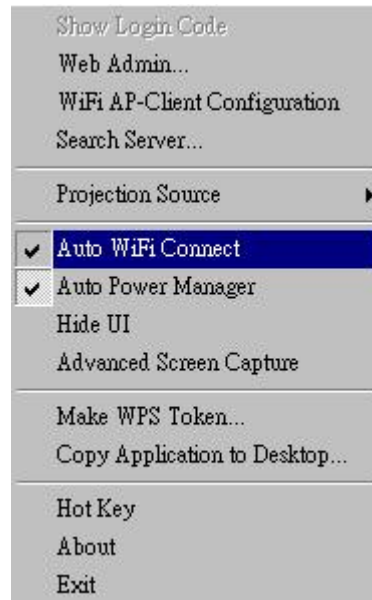 Show Login Code
Web Admin...
WiFi AP-Client Configuration
Search Server...
Projection Source
Auto WiFi Connect
Auto Power Manager
Hide UI
Advanced Screen Capture
Make WPS Token...
Copy Application to Desktop...
Hot Key
About
Exit